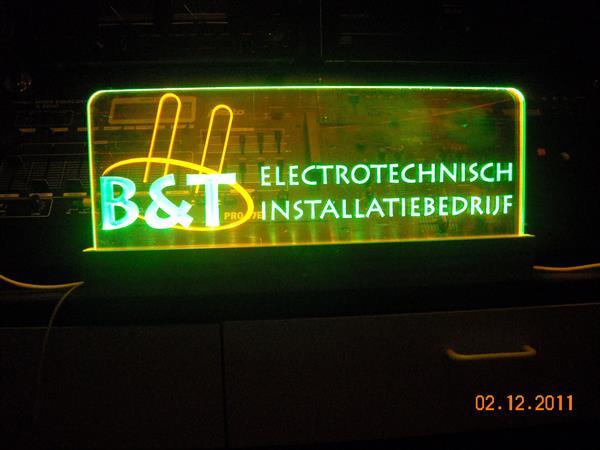 B&T
ELECTROTECHNISCH
INSTALLATIEBEDRIJF
02.12.2011